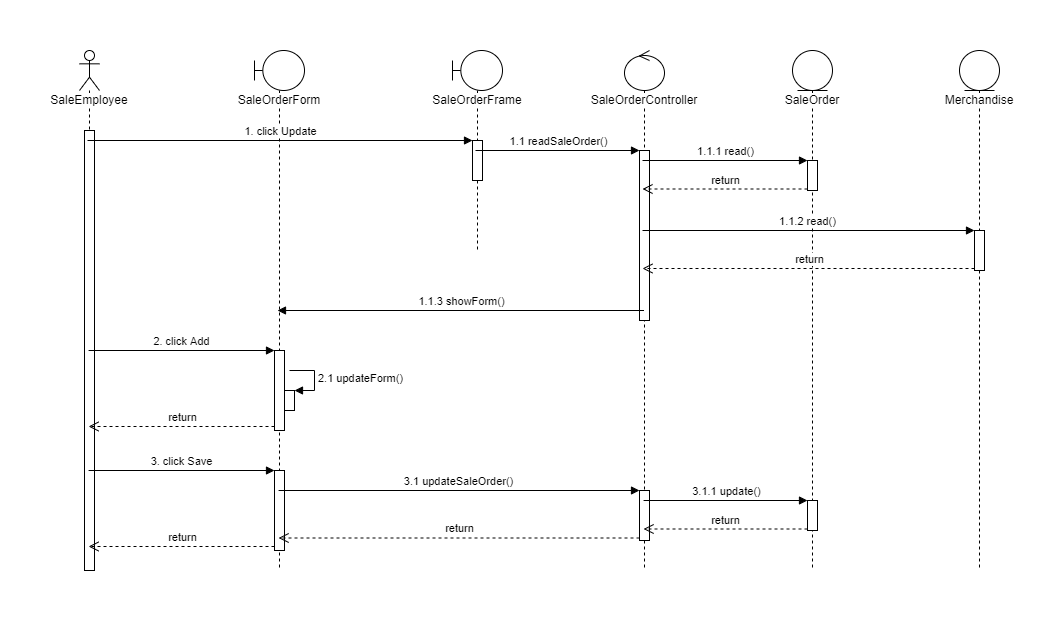 SaleEmployee
SaleOrderForm
SaleOrderFrame
SaleOrderController
SaleOrder
Merchandise
1. click Update
1.1 readSaleOrder()
1.1.1 read()
return
1.1.2 read()
return
1.1.3 showForm()
2. click Add
2.1 updateForm()
return
3. click Save
3.1 updateSaleOrder()
3.1.1 update()
return
return
return